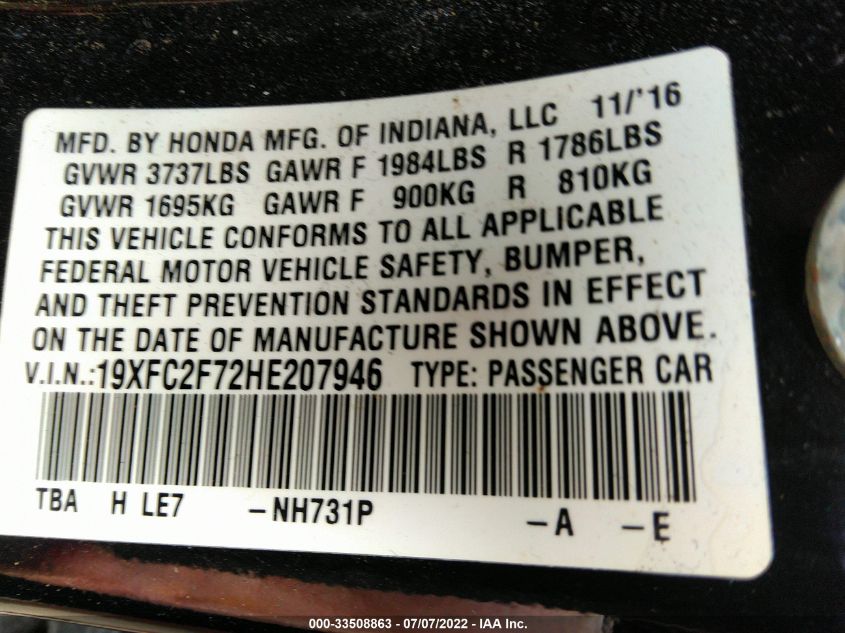 MFD. BY HONDA MFG. OF INDIANA, LLC 11/'16
GVWR 3737LBS GAWR F 1984LBS R 1786LBS
GVWR 1695KG GAWR F 900KG R 810KG
THIS VEHICLE CONFORMS TO ALL APPLICABLE
FEDERAL MOTOR VEHICLE SAFETY, BUMPER,
AND THEFT PREVENTION STANDARDS IN EFFECT
ON THE DATE OF MANUFACTURE SHOWN ABOVE.
V.I.N.:19XFC2F72HE207946 TYPE: PASSENGER CAR
TBA H LE7 -NH731P -A -E
000-33508863 - 07/07/2022 - IAA Inc.